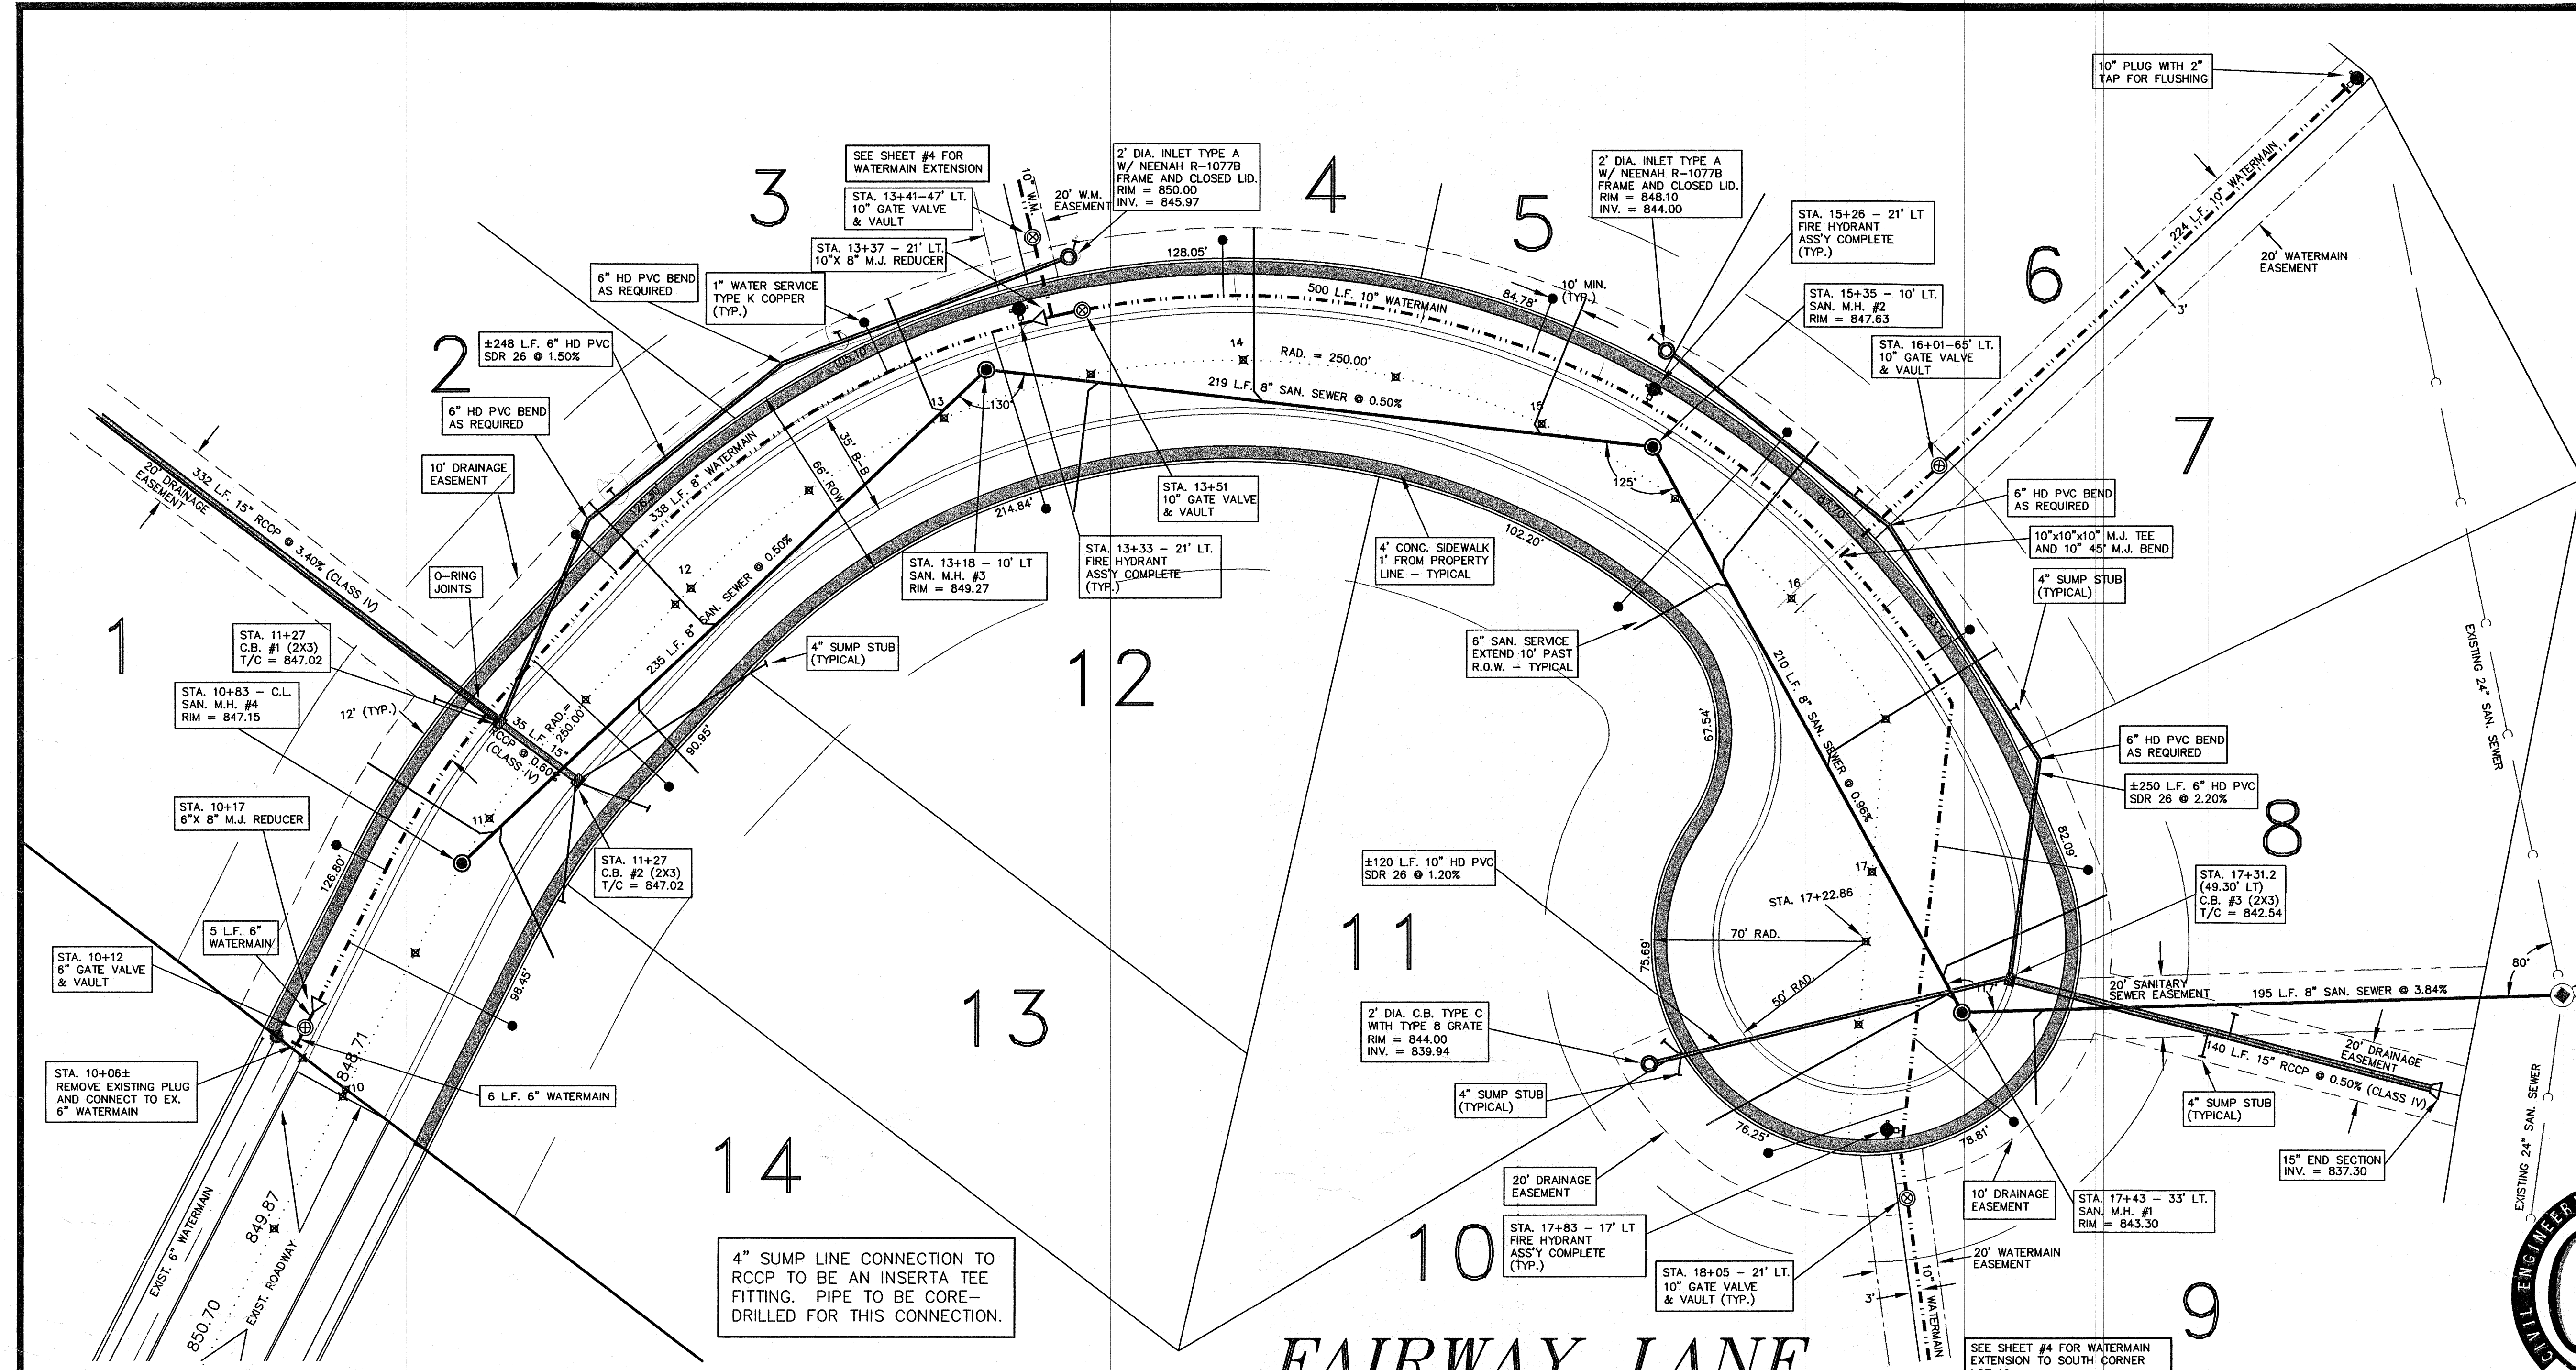 10" PLUG WITH 2"
TAP FOR FLUSHING
SEE SHEET #4 FOR
WATERMAIN EXTENSION
STA. 13+41-47' LT.
10" GATE VALVE
& VAULT
STA. 13+37 - 21' LT.
10"X 8" M.J. REDUCER
10" W.M.
20' W.M.
EASEMENT
2' DIA. INLET TYPE A
W/ NEENAH R-1077B
FRAME AND CLOSED LID.
RIM = 850.00
INV. = 845.97
2' DIA. INLET TYPE A
W/ NEENAH R-1077B
FRAME AND CLOSED LID.
RIM = 848.10
INV. = 844.00
STA. 15+26 - 21' LT
FIRE HYDRANT
ASS'Y COMPLETE
(TYP.)
STA. 15+35 - 10' LT.
SAN. M.H. #2
RIM = 847.63
STA. 16+01-65' LT.
10" GATE VALVE
& VAULT
224 L.F. 10" WATERMAIN
20' WATERMAIN
EASEMENT
3'
3
4
5
6
7
2
1
6" HD PVC BEND
AS REQUIRED
1" WATER SERVICE
TYPE K COPPER
(TYP.)
±248 L.F. 6" HD PVC
SDR 26 @ 1.50%
6" HD PVC BEND
AS REQUIRED
10' DRAINAGE
EASEMENT
128.05'
500 L.F. 10" WATERMAIN
84.78'
10' MIN.
(TYP.)
105.10'
14
RAD. = 250.00'
219 L.F. 8" SAN. SEWER @ 0.50%
13
130°
15
125°
35' B-B
66' ROW
126.30'
338 L.F. 8" WATERMAIN
214.84'
12
235 L.F. 8" SAN. SEWER @ 0.50%
20' DRAINAGE
EASEMENT
332 L.F. 15" RCCP @ 3.40% (CLASS IV)
O-RING
JOINTS
STA. 11+27
C.B. #1 (2X3)
T/C = 847.02
STA. 10+83 - C.L.
SAN. M.H. #4
RIM = 847.15
12' (TYP.)
35 L.F. 15"
RCCP @ 0.60%
(CLASS IV)
RAD.=
250.00'
4" SUMP STUB
(TYPICAL)
90.95'
STA. 13+18 - 10' LT
SAN. M.H. #3
RIM = 849.27
STA. 13+33 - 21' LT.
FIRE HYDRANT
ASS'Y COMPLETE
(TYP.)
STA. 13+51
10" GATE VALVE
& VAULT
4' CONC. SIDEWALK
1' FROM PROPERTY
LINE - TYPICAL
102.20'
6" SAN. SERVICE
EXTEND 10' PAST
R.O.W. - TYPICAL
67.54'
210 L.F. 8" SAN. SEWER @ 0.96%
87.70'
16
83.17'
6" HD PVC BEND
AS REQUIRED
10"x10"x10" M.J. TEE
AND 10" 45° M.J. BEND
4" SUMP STUB
(TYPICAL)
6" HD PVC BEND
AS REQUIRED
±250 L.F. 6" HD PVC
SDR 26 @ 2.20%
82.09'
8
STA. 17+31.2
(49.30' LT)
C.B. #3 (2X3)
T/C = 842.54
EXISTING 24" SAN. SEWER
80°
11
STA. 10+17
6"X 8" M.J. REDUCER
126.80'
5 L.F. 6"
WATERMAIN
STA. 10+12
6" GATE VALVE
& VAULT
STA. 10+06±
REMOVE EXISTING PLUG
AND CONNECT TO EX.
6" WATERMAIN
6 L.F. 6" WATERMAIN
848.71
10
849.87
850.70
EXIST. 6" WATERMAIN
EXIST. ROADWAY
STA. 11+27
C.B. #2 (2X3)
T/C = 847.02
98.45'
12
13
14
4" SUMP LINE CONNECTION TO
RCCP TO BE AN INSERTA TEE
FITTING. PIPE TO BE CORE-
DRILLED FOR THIS CONNECTION.
±120 L.F. 10" HD PVC
SDR 26 @ 1.20%
11
2' DIA. C.B. TYPE C
WITH TYPE 8 GRATE
RIM = 844.00
INV. = 839.94
4" SUMP STUB
(TYPICAL)
17
STA. 17+22.86
70' RAD.
50' RAD.
75.69'
76.25'
78.81'
117°
20' SANITARY
SEWER EASEMENT
195 L.F. 8" SAN. SEWER @ 3.84%
20' DRAINAGE
EASEMENT
140 L.F. 15" RCCP @ 0.50% (CLASS IV)
4" SUMP STUB
(TYPICAL)
15" END SECTION
INV. = 837.30
EXISTING 24" SAN. SEWER
20' DRAINAGE
EASEMENT
10
STA. 17+83 - 17' LT
FIRE HYDRANT
ASS'Y COMPLETE
(TYP.)
STA. 18+05 - 21' LT.
10" GATE VALVE
& VAULT (TYP.)
10' DRAINAGE
EASEMENT
STA. 17+43 - 33' LT.
SAN. M.H. #1
RIM = 843.30
20' WATERMAIN
EASEMENT
3'
10" WATERMAIN
9
SEE SHEET #4 FOR WATERMAIN
EXTENSION TO SOUTH CORNER
FAIRWAY LANE
CIVIL ENGINEER